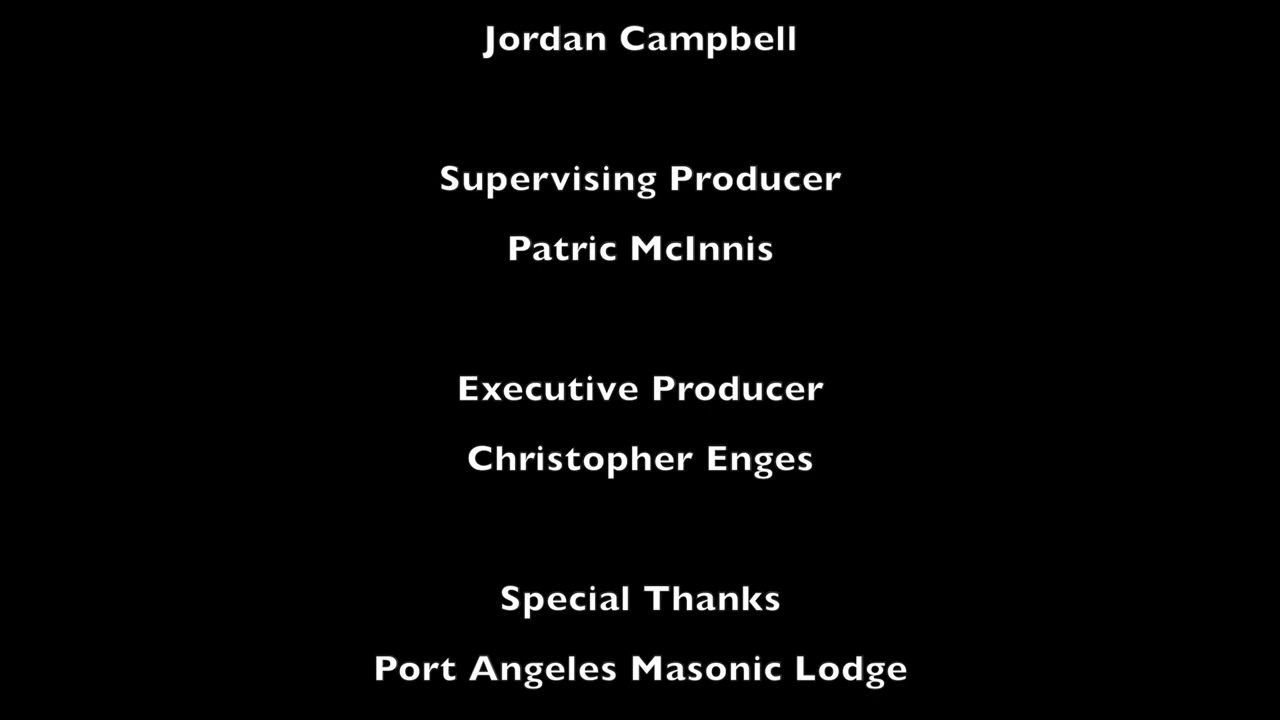 Jordan Campbell
Supervising Producer
Patric McInnis
Executive Producer
Christopher Enges
Special Thanks
Port Angeles Masonic Lodge